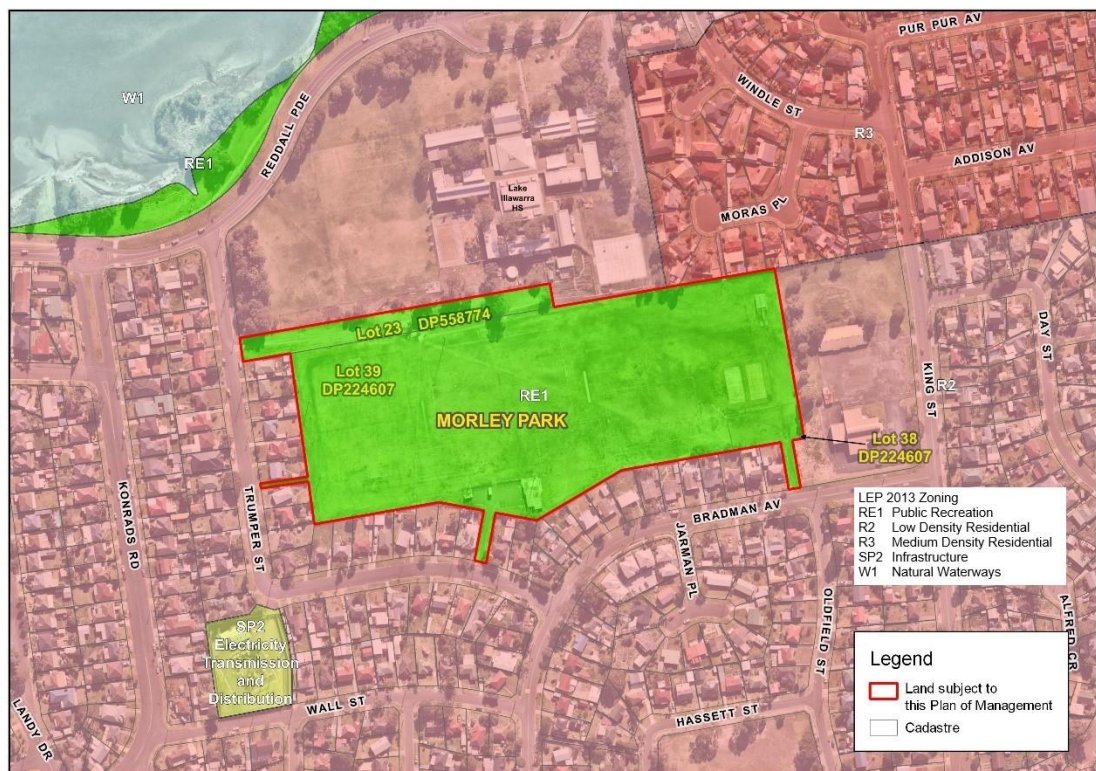 PUR PUR AV
W1
WINDLE ST
R3
REDDALL PDE
ADDISON AV
RE1
Lake
Illawarra
HS
MORAS PL
Lot 23 DP558774
DAY ST
Lot 39
DP224607
RE1
KING ST
R2
MORLEY PARK
Lot 38
DP224607
KONRADS RD
TRUMPER ST
BRADMAN AV
JARMAN PL
LEP 2013 Zoning
RE1 Public Recreation
R2 Low Density Residential
R3 Medium Density Residential
SP2 Infrastructure
W1 Natural Waterways
OLDFIELD ST
ALFRED CR
SP2
Electricity
Transmission
and
Distribution
WALL ST
LANDY DR
HASSETT ST
Legend
Land subject to
this Plan of Management
Cadastre